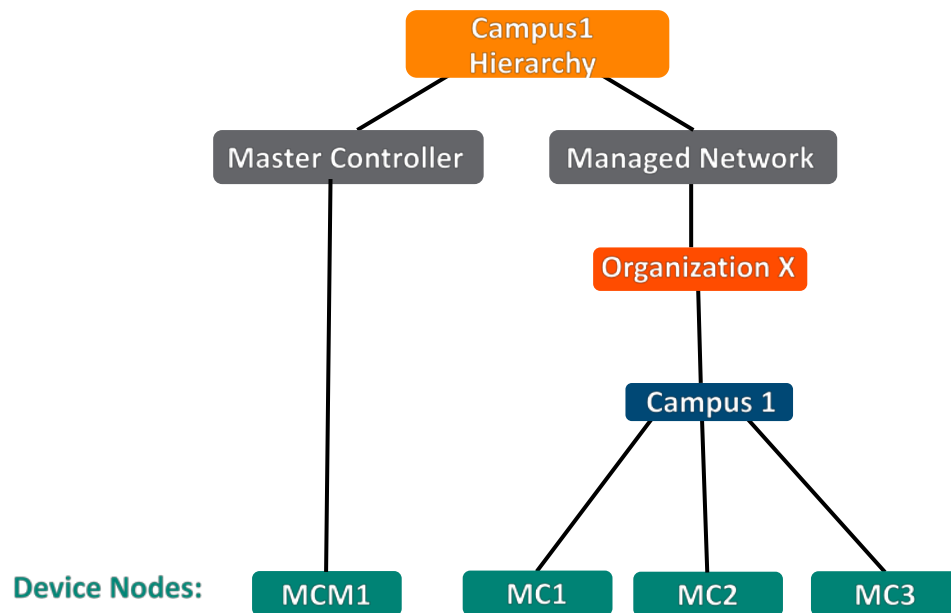 Campus1
Hierarchy
Master Controller
Managed Network
Organization X
Campus 1
Device Nodes:
MCM1
MC1
MC2
MC3